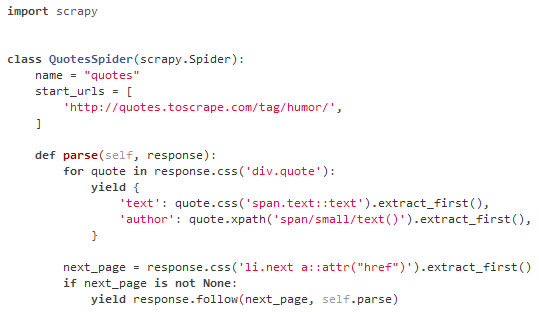 import scrapy


class QuotesSpider(scrapy.Spider):
    name = "quotes"
    start_urls = [
        'http://quotes.toscrape.com/tag/humor/',
    ]

    def parse(self, response):
        for quote in response.css('div.quote'):
            yield {
                'text': quote.css('span.text::text').extract_first(),
                'author': quote.xpath('span/small/text()').extract_first(),
            }

        next_page = response.css('li.next a::attr("href")').extract_first()
        if next_page is not None:
            yield response.follow(next_page, self.parse)